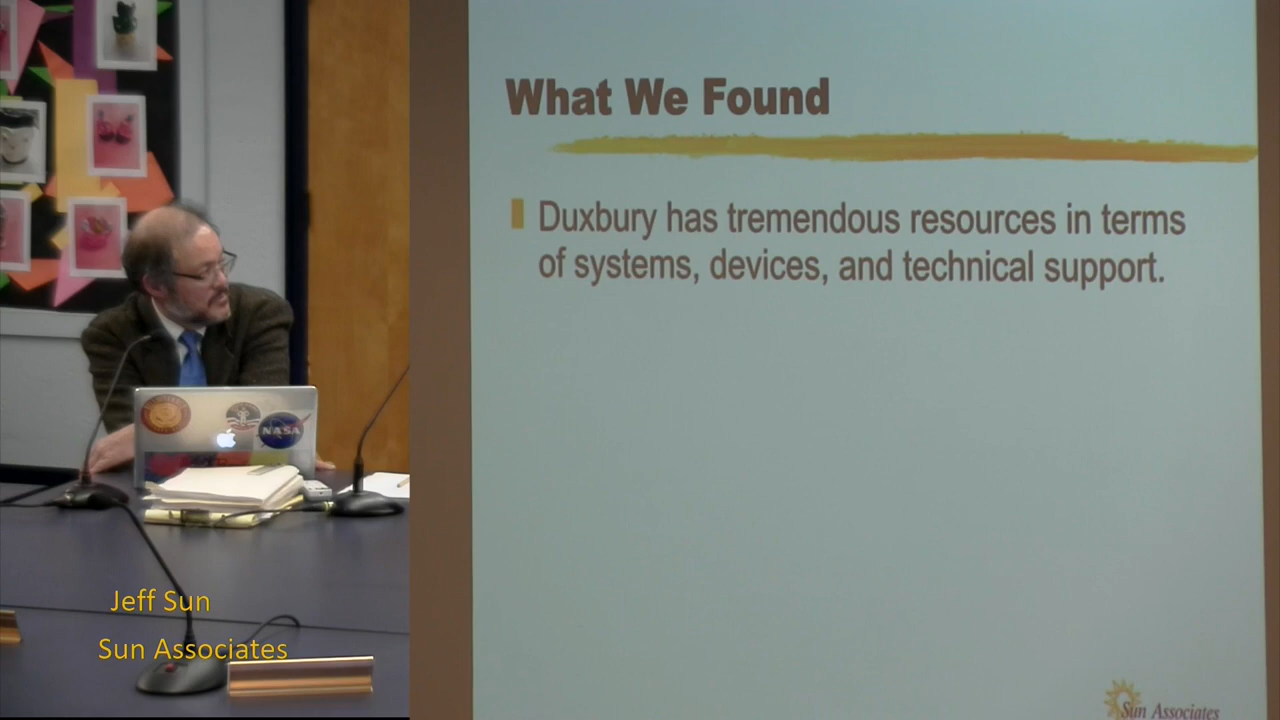 What We Found
Duxbury has tremendous resources in terms
of systems, devices, and technical support.
NASA
Jeff Sun
Sun Associates
Sun Associates